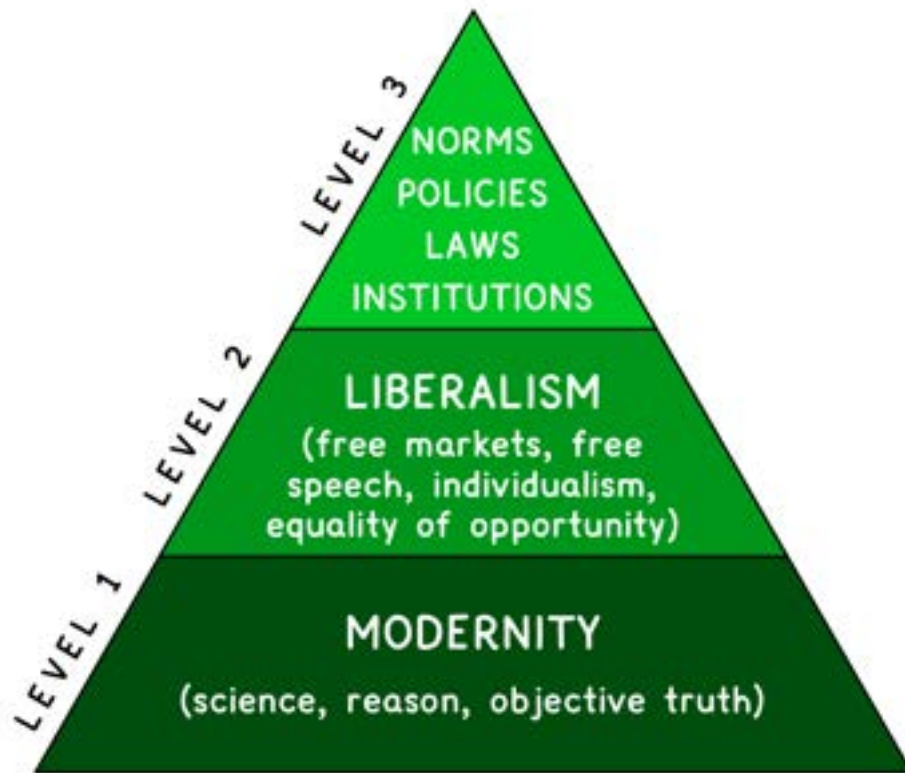 LEVEL 3
NORMS
POLICIES
LAWS
INSTITUTIONS
LEVEL 2
LIBERALISM
(free markets, free
speech, individualism,
equality of opportunity)
LEVEL 1
MODERNITY
(science, reason, objective truth)